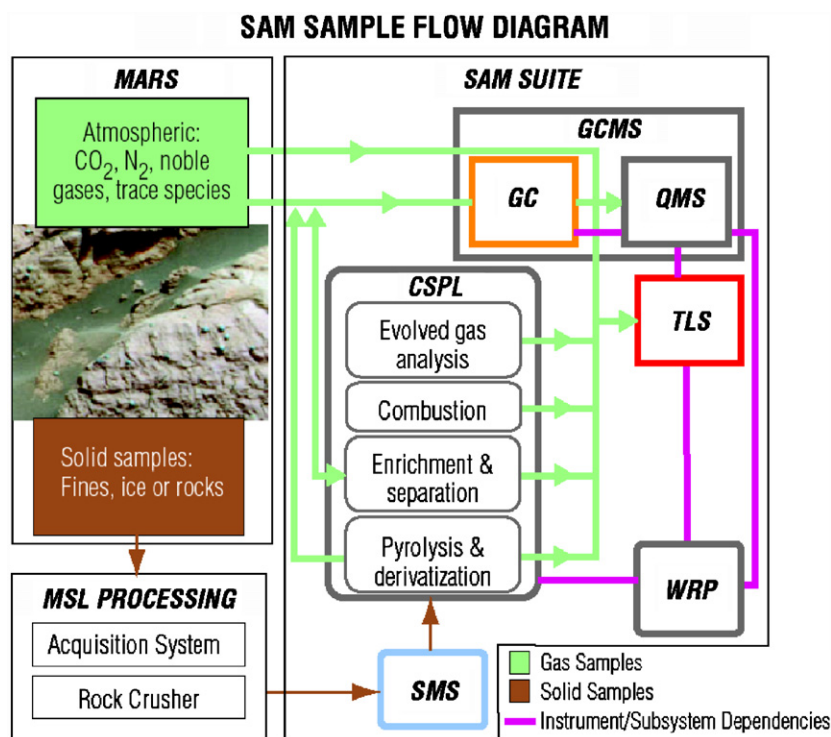 SAM SAMPLE FLOW DIAGRAM
MARS
Atmospheric:
CO2, N2, noble
gases, trace species
Solid samples:
Fines, ice or rocks
MSL PROCESSING
Acquisition System
Rock Crusher
SAM SUITE
GCMS
GC
QMS
CSPL
Evolved gas
analysis
Combustion
Enrichment &
separation
Pyrolysis &
derivatization
TLS
WRP
SMS
Gas Samples
Solid Samples
Instrument/Subsystem Dependencies